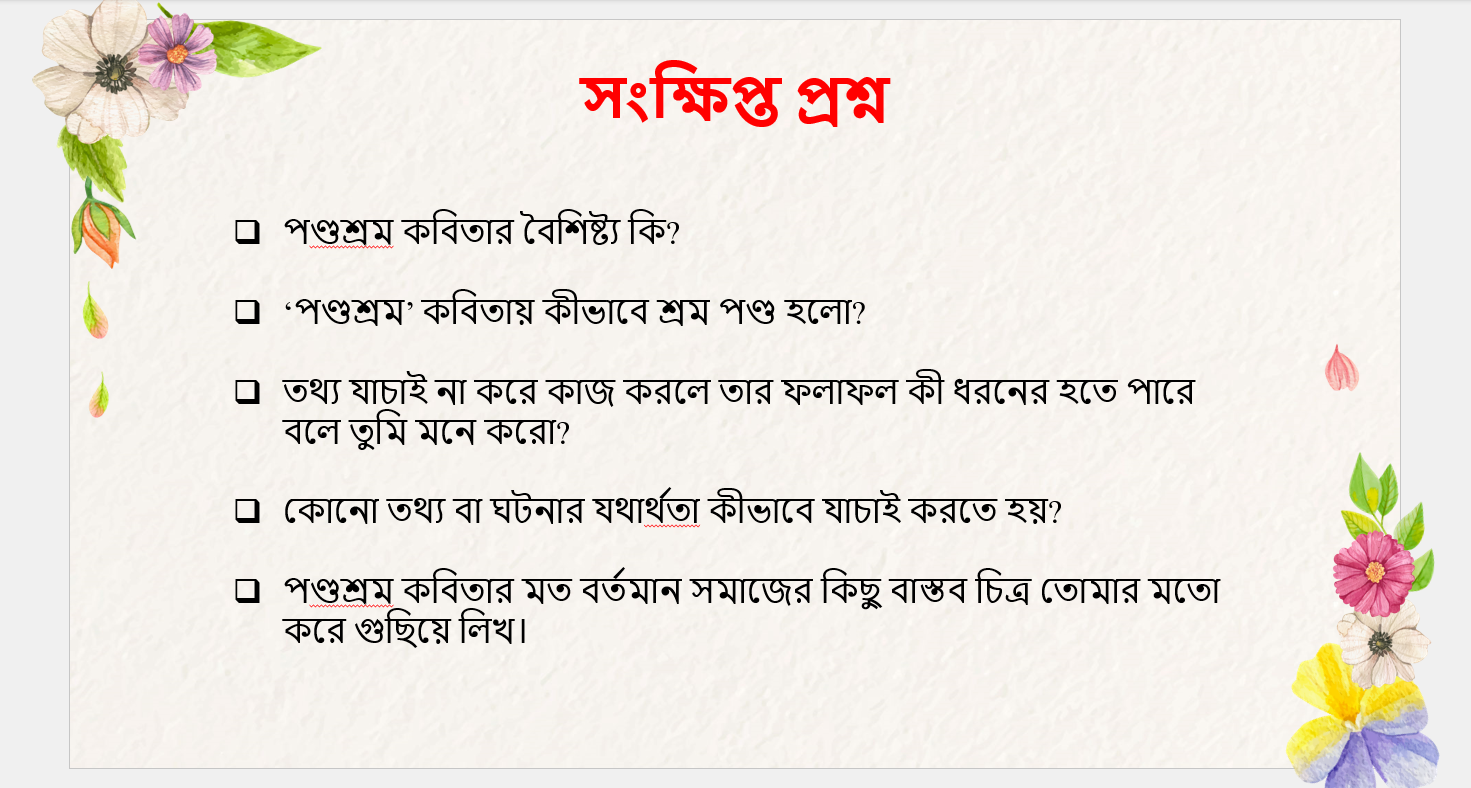 সংক্ষিপ্ত প্রশ্ন
পণ্ডশ্রম কবিতার বৈশিষ্ট্য কি?
‘পণ্ডশ্রম’ কবিতায় কীভাবে শ্রম পণ্ড হলো?
তথ্য যাচাই না করে কাজ করলে তার ফলাফল কী ধরনের হতে পারে
বলে তুমি মনে করো?
কোনো তথ্য বা ঘটনার যথার্থতা কীভাবে যাচাই করতে হয়?
পণ্ডশ্রম কবিতার মত বর্তমান সমাজের কিছু বাস্তব চিত্র তোমার মতো
করে গুছিয়ে লিখ।